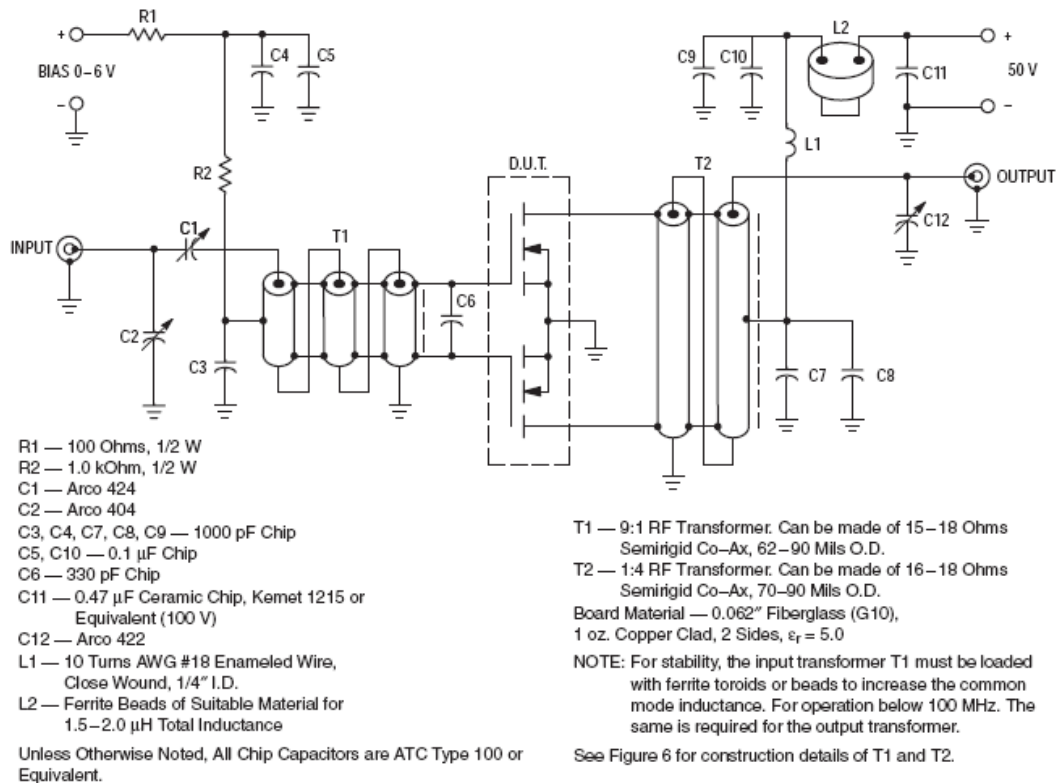 R1
+
BIAS 0–6 V
–
C4
C5
R2
C1
INPUT
C2
C3
T1
C6
D.U.T.
T2
C9
C10
L2
+
50 V
–
C11
L1
OUTPUT
C12
C7
C8
R1 — 100 Ohms, 1/2 W
R2 — 1.0 kOhm, 1/2 W
C1 — Arco 424
C2 — Arco 404
C3, C4, C7, C8, C9 — 1000 pF Chip
C5, C10 — 0.1 μF Chip
C6 — 330 pF Chip
C11 — 0.47 μF Ceramic Chip, Kemet 1215 or
Equivalent (100 V)
C12 — Arco 422
L1 — 10 Turns AWG #18 Enameled Wire,
Close Wound, 1/4″ I.D.
L2 — Ferrite Beads of Suitable Material for
1.5–2.0 μH Total Inductance
Unless Otherwise Noted, All Chip Capacitors are ATC Type 100 or
Equivalent.
T1 — 9:1 RF Transformer. Can be made of 15–18 Ohms
Semirigid Co–Ax, 62–90 Mils O.D.
T2 — 1:4 RF Transformer. Can be made of 16–18 Ohms
Semirigid Co–Ax, 70–90 Mils O.D.
Board Material — 0.062″ Fiberglass (G10),
1 oz. Copper Clad, 2 Sides, εr = 5.0
NOTE: For stability, the input transformer T1 must be loaded
with ferrite toroids or beads to increase the common
mode inductance. For operation below 100 MHz. The
same is required for the output transformer.
See Figure 6 for construction details of T1 and T2.